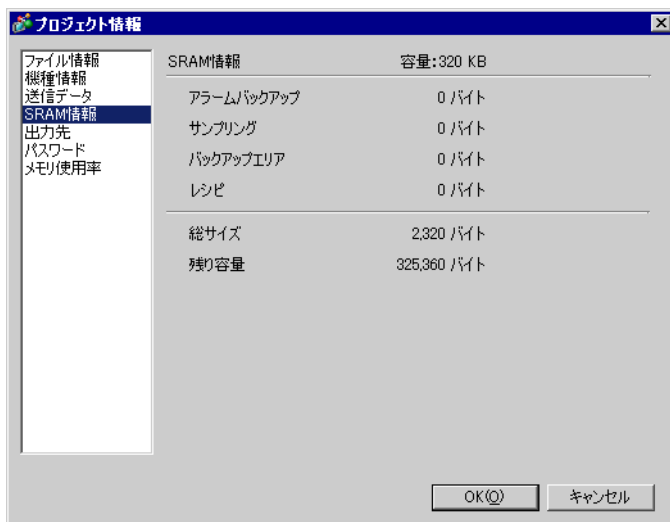 プロジェクト情報
ファイル情報
機種情報
送信データ
SRAM情報
出力先
パスワード
メモリ使用率
SRAM情報 容量:320 KB
アラームバックアップ 0 バイト
サンプリング 0 バイト
バックアップエリア 0 バイト
レシピ 0 バイト
総サイズ 2,320 バイト
残り容量 325,360 バイト
OK(O) キャンセル